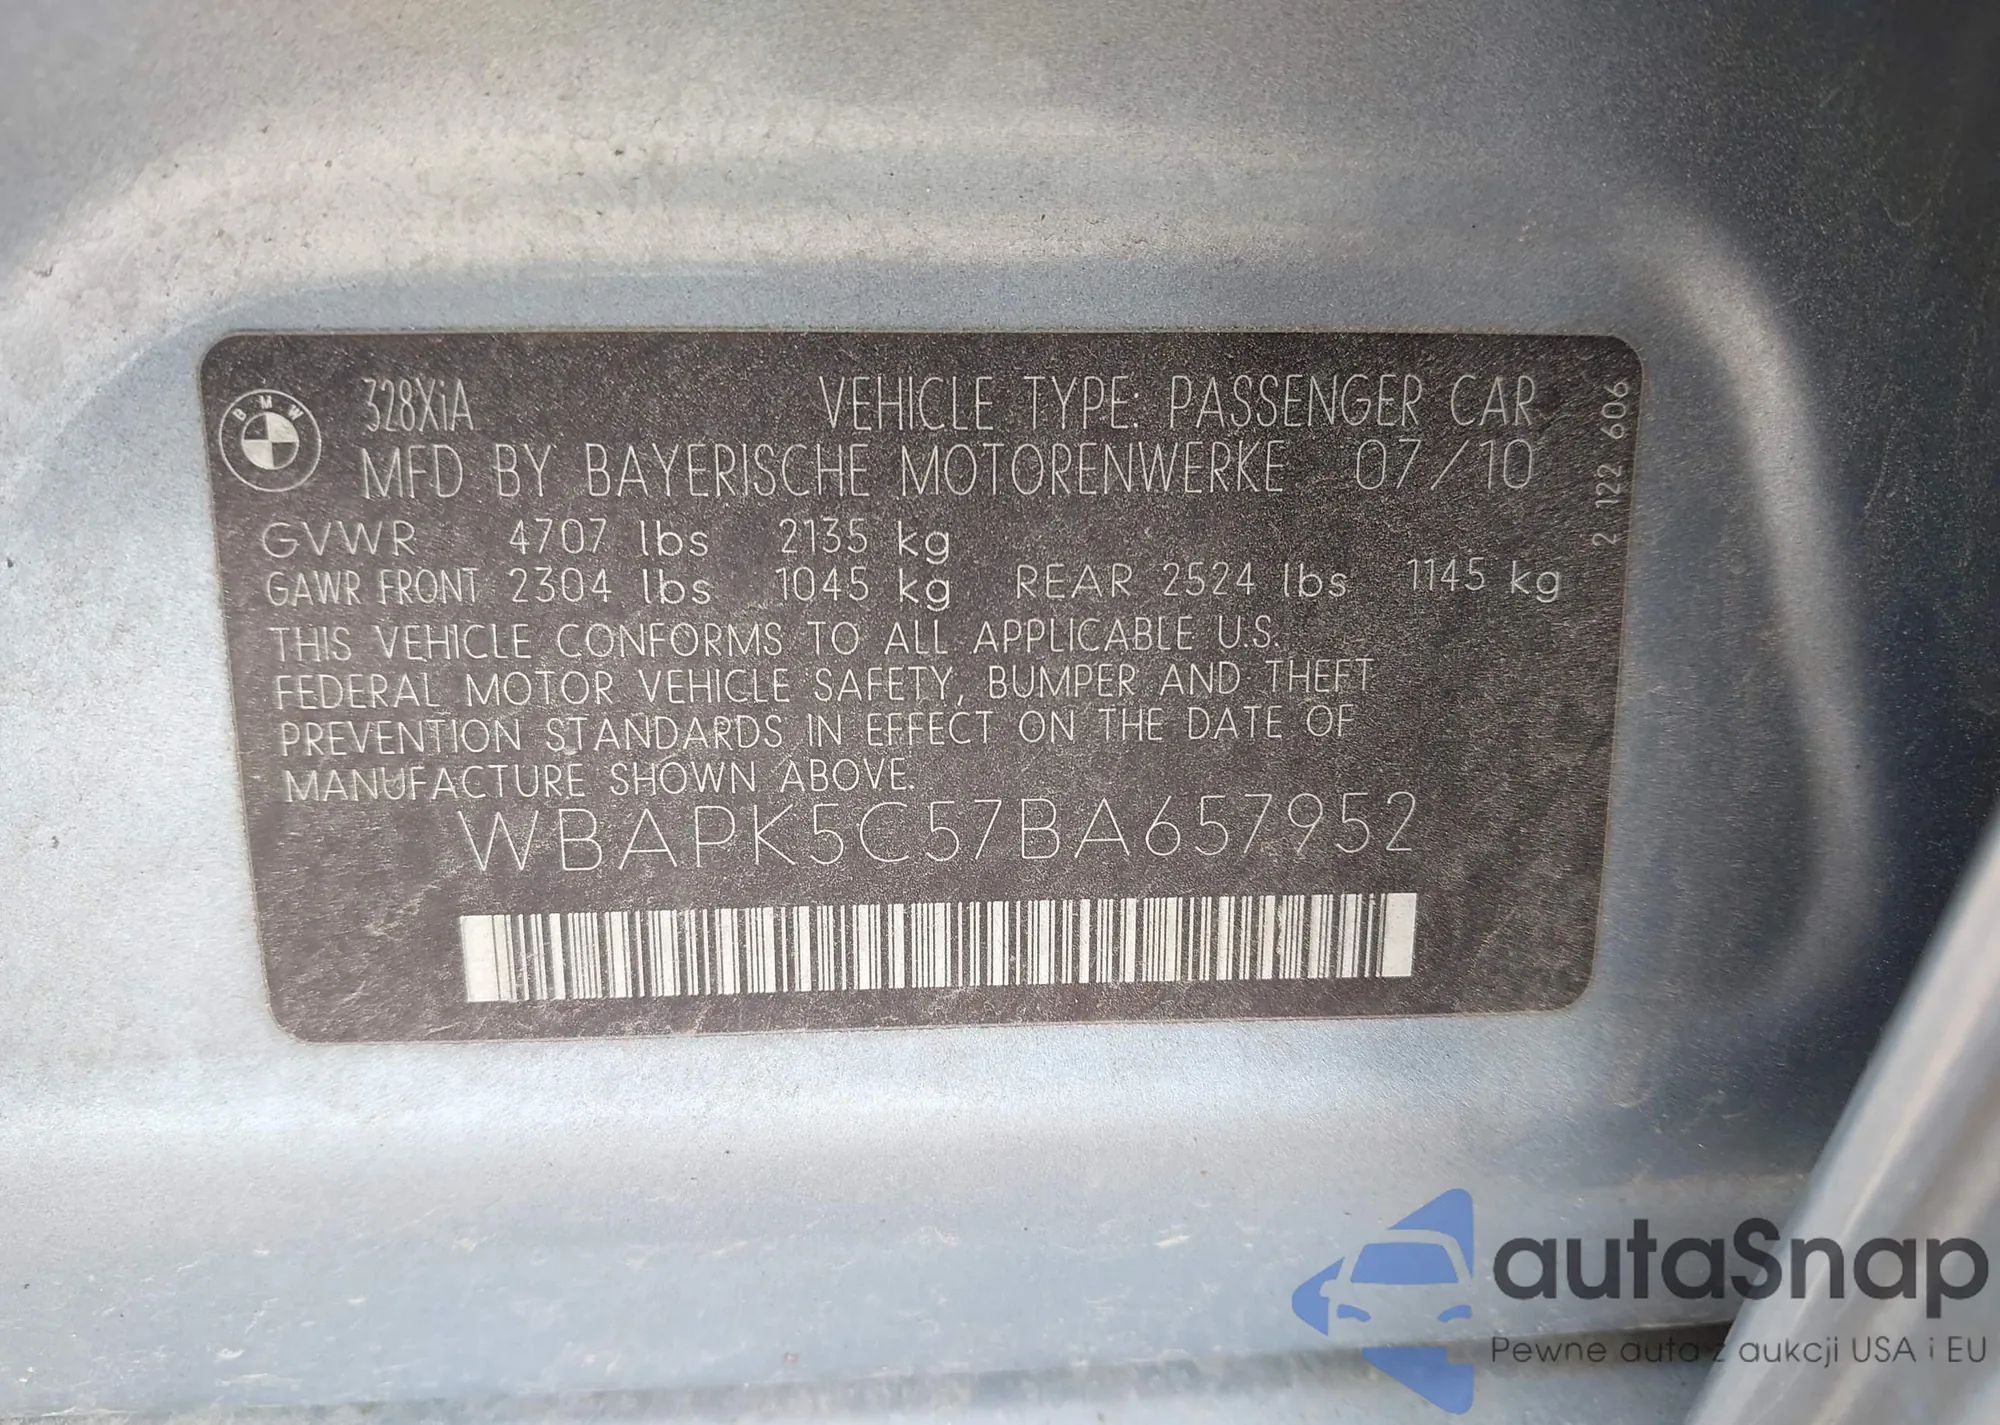 BMW
328XiA
VEHICLE TYPE: PASSENGER CAR
MFD BY BAYERISCHE MOTORENWERKE 07/10
2 122 606
GVWR 4707 lbs 2135 kg
GAWR FRONT 2304 lbs 1045 kg REAR 2524 lbs 1145 kg
THIS VEHICLE CONFORMS TO ALL APPLICABLE U.S.
FEDERAL MOTOR VEHICLE SAFETY, BUMPER AND THEFT
PREVENTION STANDARDS IN EFFECT ON THE DATE OF
MANUFACTURE SHOWN ABOVE.
WBAPK5C57BA657952
autaSnap
Pewne auta z aukcji USA i EU